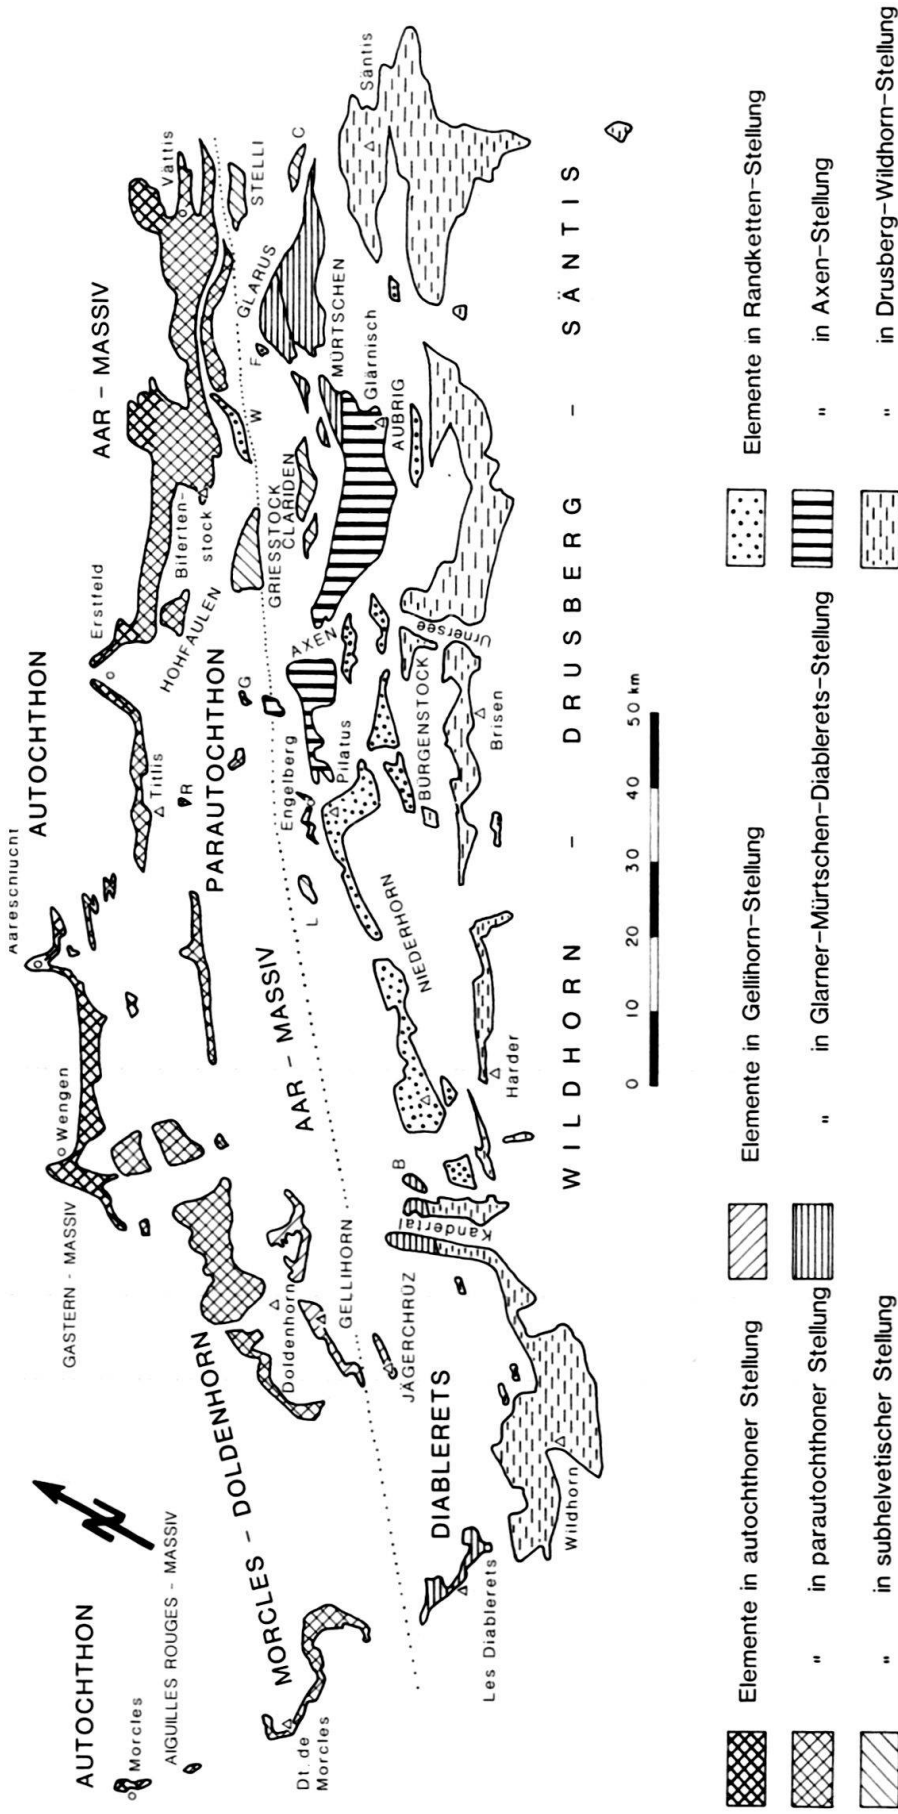 AUTOCHTHON
Morcles
AIGUILLES ROUGES - MASSIV
Dt. de
Morcles
MORCLES - DOLDENHORN
GASTERN - MASSIV
Wengen
Aareschlucht
AUTOCHTHON
Titlis
R
Erstfeld
HOHFAULEN
Biferten-
stock
AAR - MASSIV
Vättis
STELLI
PARAUTOCHTHON
G
Doldenhorn
GELLIHORN
AAR - MASSIV
L
Engelberg
GRIESSTOCK
CLARIDEN
W
F
GLARUS
C
MÜRTSCHEN
Glärnisch
AUBRIG
Säntis
AXEN
Pilatus
BÜRGENSTOCK
Urnersee
Brisen
NIEDERHORN
Harder
B
Kandertal
JÄGERCHRÜZ
DIABLERETS
Les Diablerets
Wildhorn
WILDHORN - DRUSBERG - SÄNTIS
0 10 20 30 40 50 km
N
Elemente in autochthoner Stellung
" in parautochthoner Stellung
" in subhelvetischer Stellung
Elemente in Gellihorn-Stellung
" in Glarner-Mürtschen-Diablerets-Stellung
Elemente in Randketten-Stellung
" in Axen-Stellung
" in Drusberg-Wildhorn-Stellung